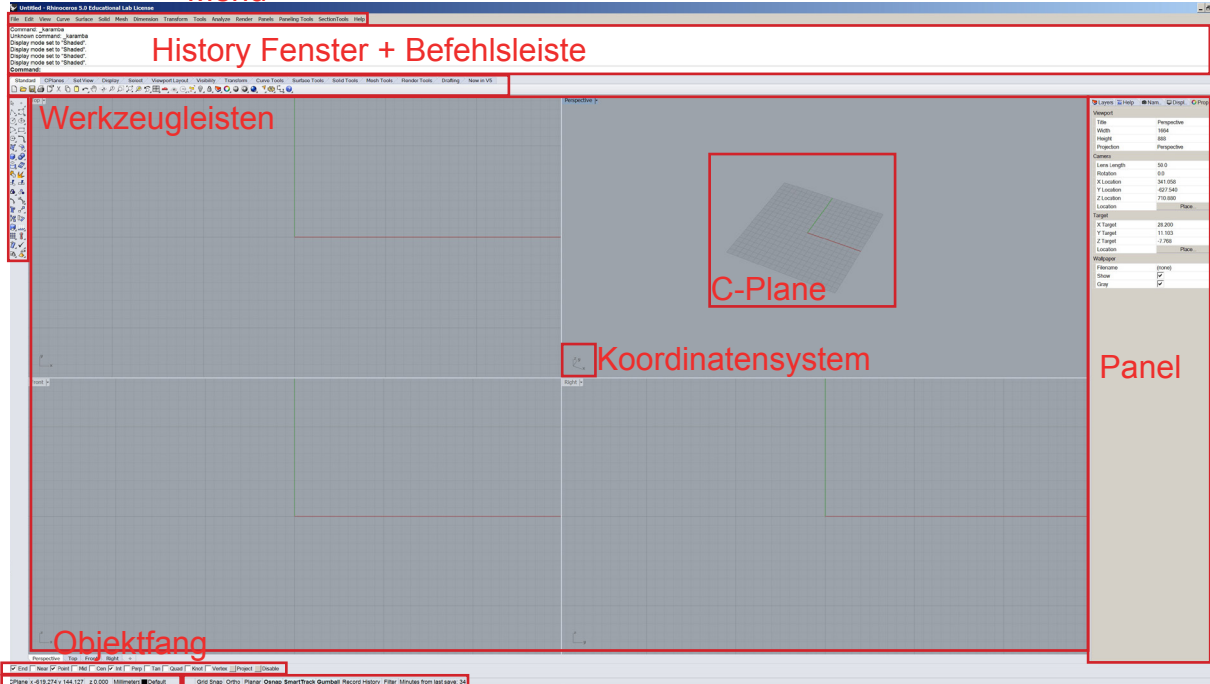 Menü
Untitled - Rhinoceros 5.0 Educational Lab License
File Edit View Curve Surface Solid Mesh Dimension Transform Tools Analyze Render Panels Paneling Tools SectionTools Help
Command: _karamba
Unknown command: _karamba
Display mode set to "Shaded".
Display mode set to "Shaded".
Display mode set to "Shaded".
Display mode set to "Shaded".
Command:
History Fenster + Befehlsleiste
Standard CPlanes Set View Display Select Viewport Layout Visibility Transform Curve Tools Surface Tools Solid Tools Mesh Tools Render Tools Drafting New in V5
Werkzeugleisten
Perspective
Layers Help Nam.. Displ.. Prop
Viewport
Title Perspective
Width 1684
Height 888
Projection Perspective
Camera
Lens Length 50.0
Rotation 0.0
X Location 341.058
Y Location -627.540
Z Location 710.680
Location Place..
Target
X Target 26.200
Y Target 11.103
Z Target -7.768
Location Place..
Wallpaper
Filename (none)
Show
Gray
C-Plane
Koordinatensystem
Panel
Right
Objektfang
Perspective Top Front Right +
End Near Point Mid Cen Int Perp Tan Quad Knot Vertex Project Disable
CPlane x -619.274 y 144.127 z 0.000 Millimeters Default Grid Snap Ortho Planar Osnap SmartTrack Gumball Record History Filter Minutes from last save: 34